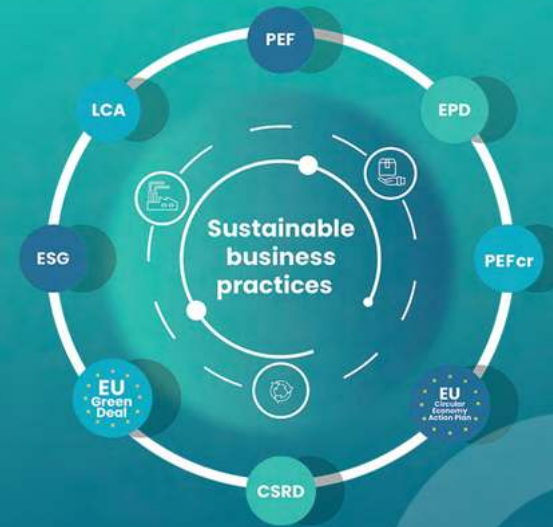 PEF
LCA
EPD
Sustainable
business
practices
ESG
PEFcr
EU
Green
Deal
EU
Circular
Economy
Action Plan
CSRD